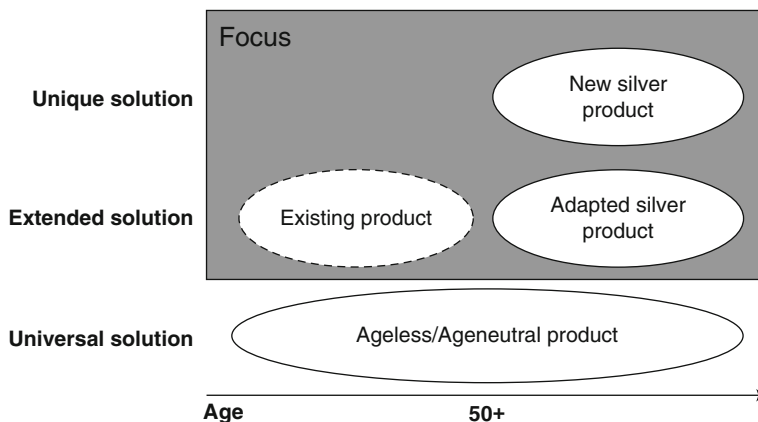 Focus
Unique solution
New silver
product
Extended solution
Existing product
Adapted silver
product
Universal solution
Ageless/Ageneutral product
Age
50+